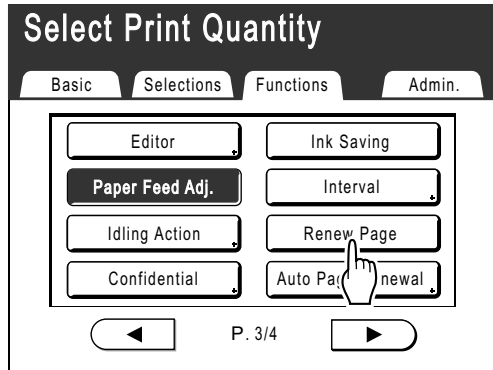 Select Print Quantity
Basic Selections Functions Admin.
Editor Ink Saving
Paper Feed Adj. Interval
Idling Action Renew Page
Confidential Auto Pa newal
P. 3/4